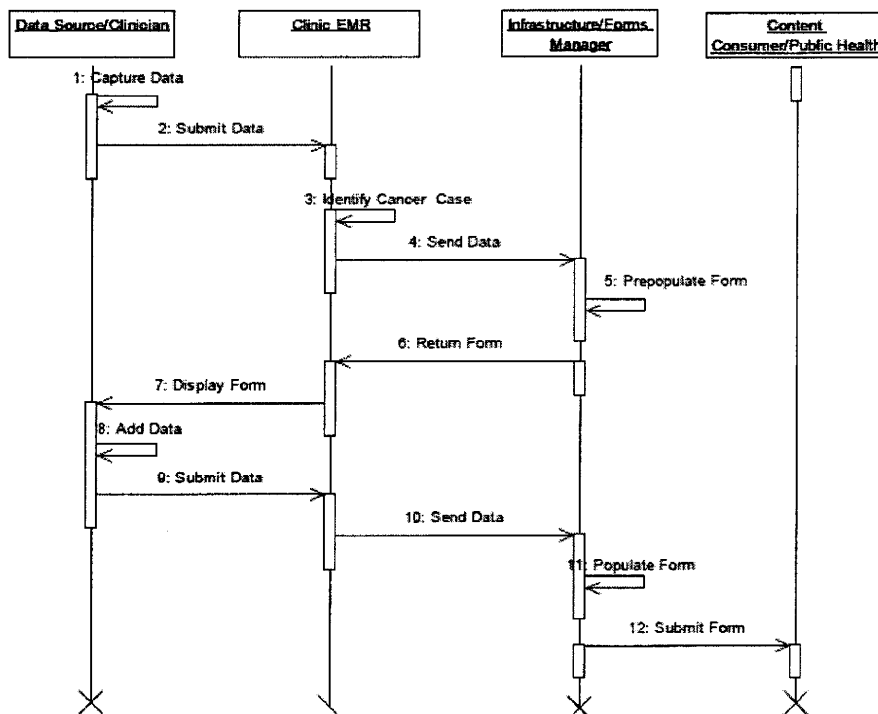 Data Source/Clinician
Clinic EMR
Infrastructure/Forms
Manager
Content
Consumer/Public Health
1: Capture Data
2: Submit Data
3: Identify Cancer Case
4: Send Data
5: Prepopulate Form
6: Return Form
7: Display Form
8: Add Data
9: Submit Data
10: Send Data
11: Populate Form
12: Submit Form